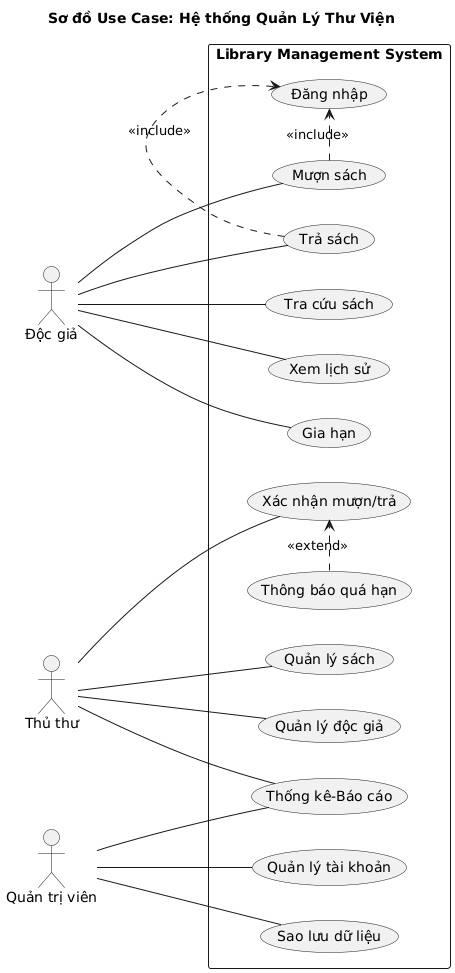 Sơ đồ Use Case: Hệ thống Quản Lý Thư Viện
Library Management System
Đăng nhập
«include»
«include»
Mượn sách
Trả sách
Độc giả
Tra cứu sách
Xem lịch sử
Gia hạn
Xác nhận mượn/trả
«extend»
Thông báo quá hạn
Quản lý sách
Thủ thư
Quản lý độc giả
Thống kê-Báo cáo
Quản lý tài khoản
Quản trị viên
Sao lưu dữ liệu